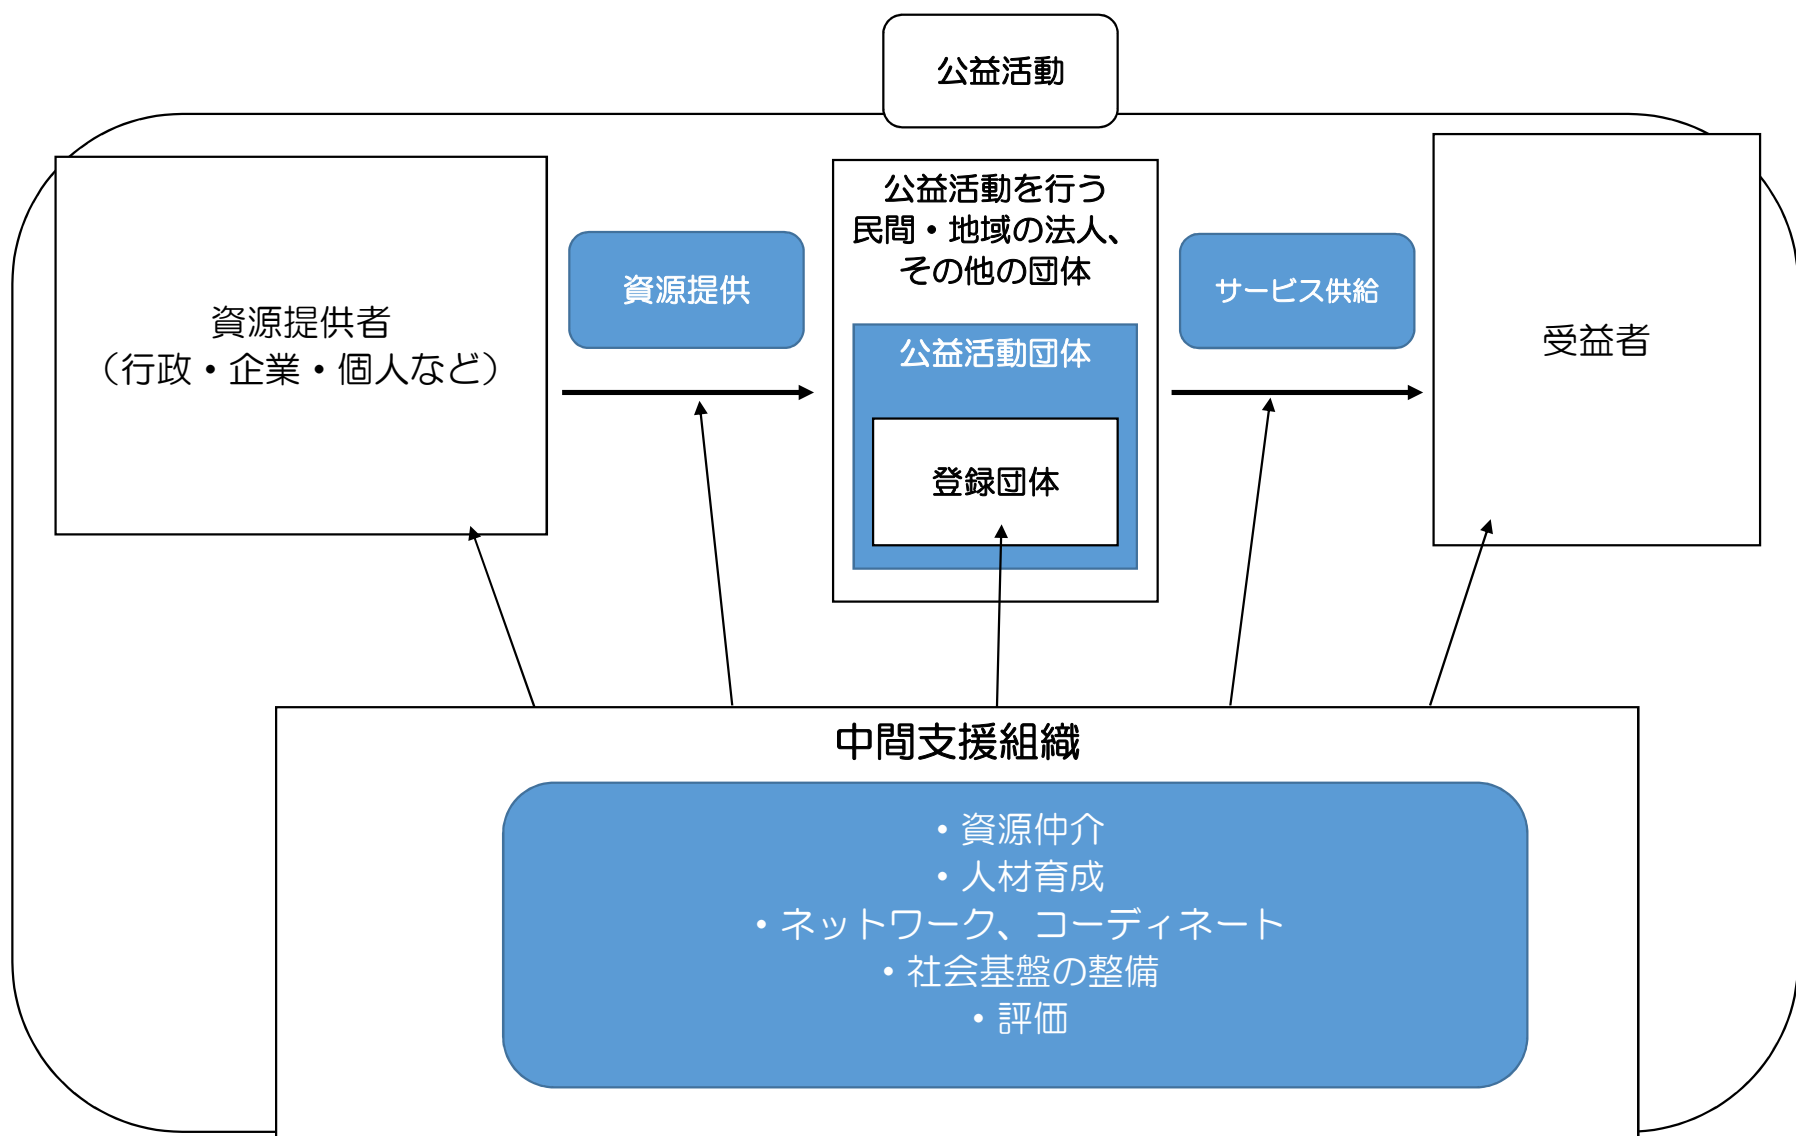 公益活動
資源提供者
（行政・企業・個人など）
資源提供
公益活動を行う
民間・地域の法人、
その他の団体
公益活動団体
登録団体
サービス供給
受益者
中間支援組織
・資源仲介
・人材育成
・ネットワーク、コーディネート
・社会基盤の整備
・評価